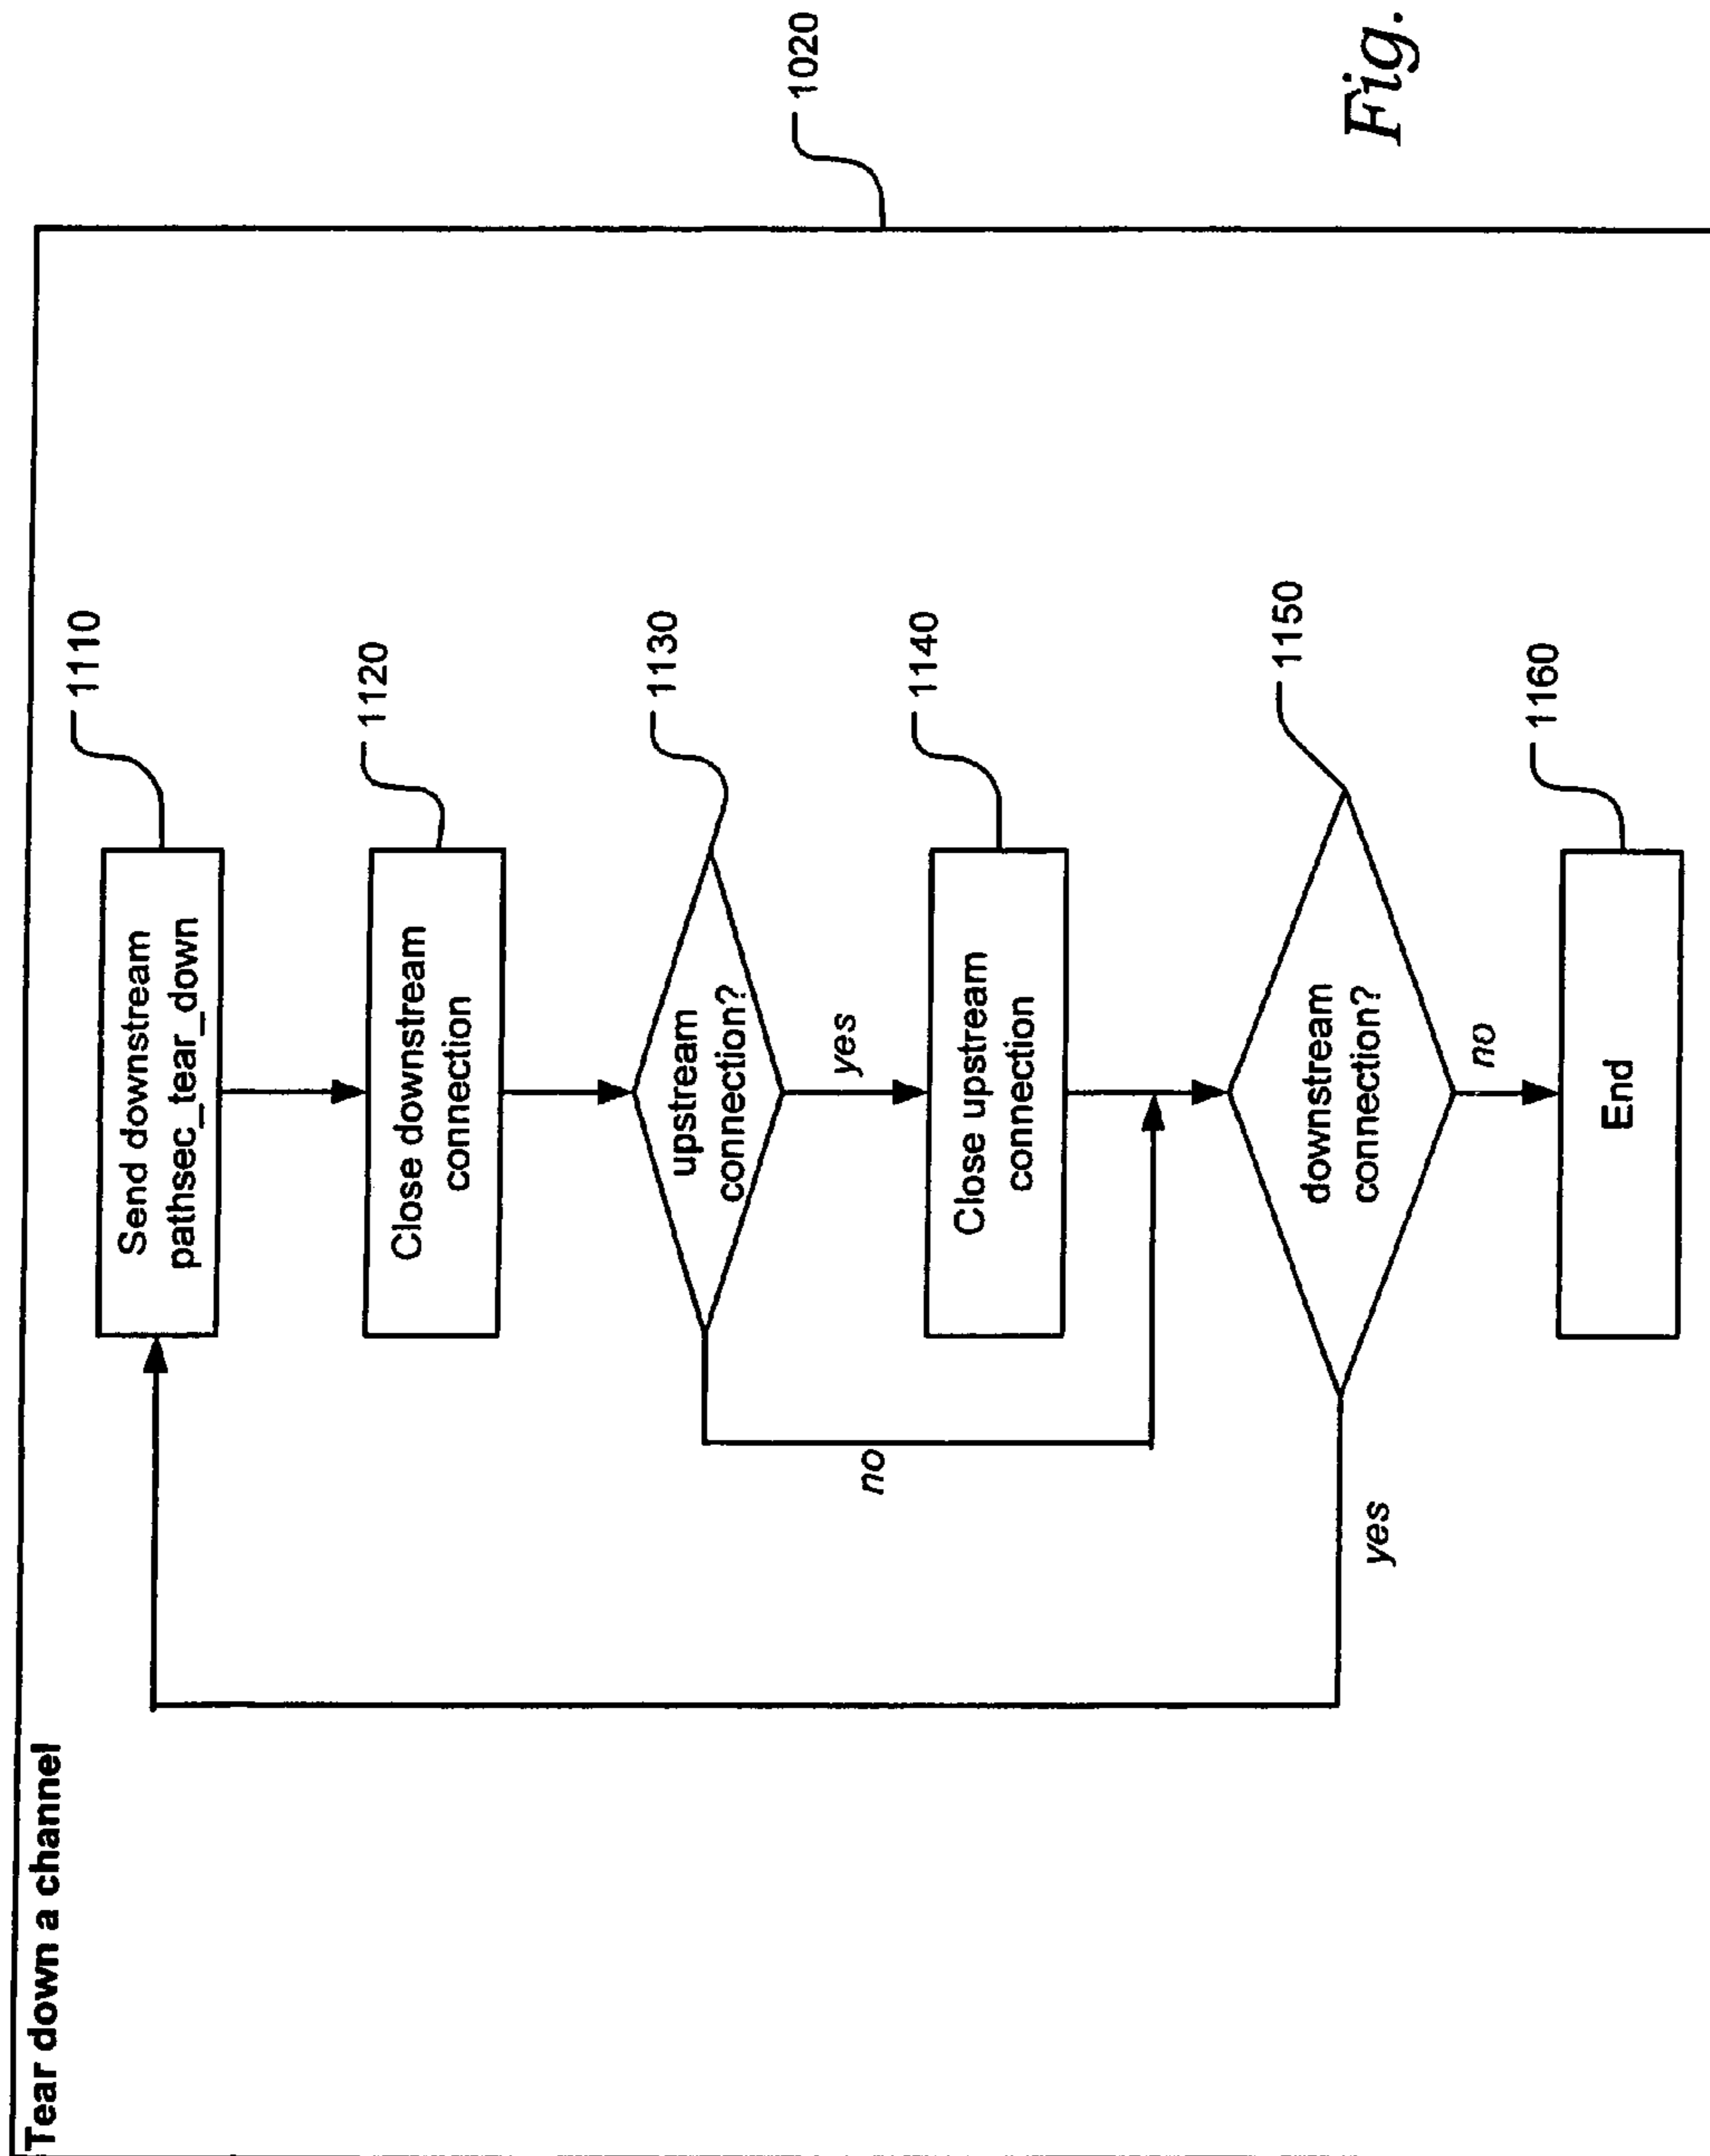 Tear down a channel
Send downstream
pathsec_tear_down
1110
Close downstream
connection
1120
upstream
connection?
1130
yes
no
Close upstream
connection
1140
downstream
connection?
1150
yes
no
End
1160
1020
Fig.